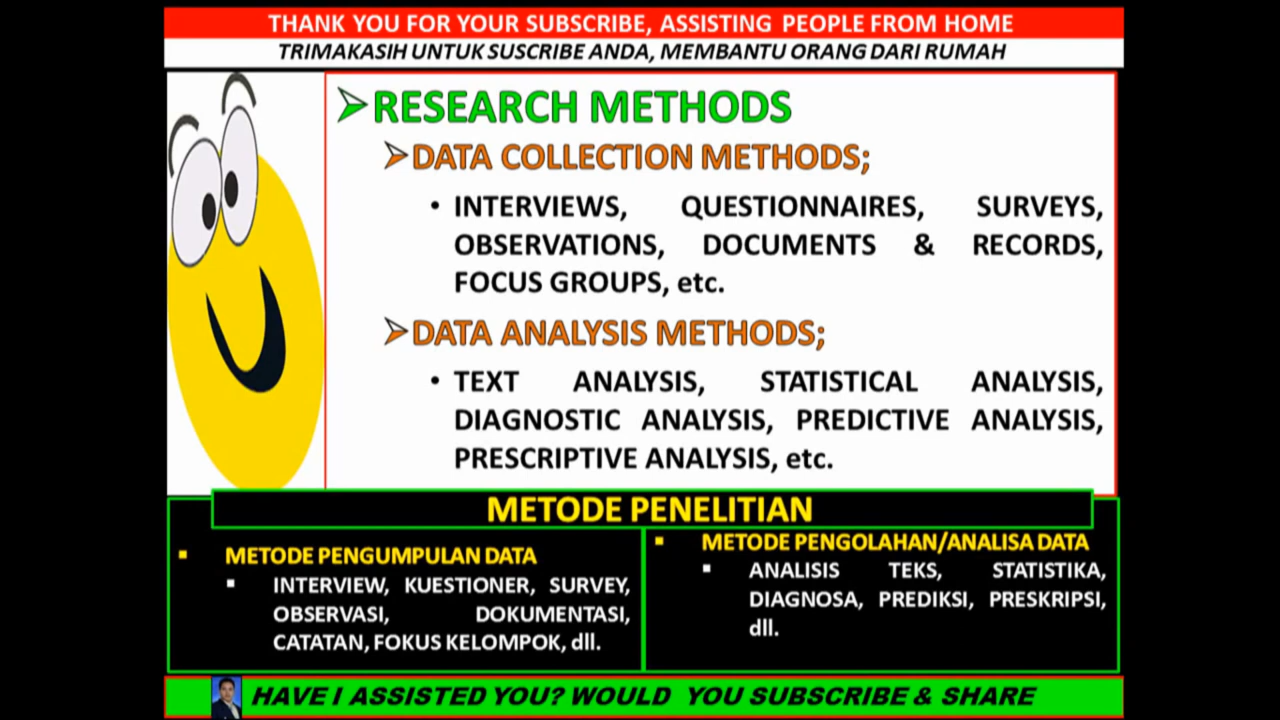 THANK YOU FOR YOUR SUBSCRIBE, ASSISTING PEOPLE FROM HOME
TRIMAKASIH UNTUK SUSCRIBE ANDA, MEMBANTU ORANG DARI RUMAH
RESEARCH METHODS
DATA COLLECTION METHODS;
• INTERVIEWS, QUESTIONNAIRES, SURVEYS,
OBSERVATIONS, DOCUMENTS & RECORDS,
FOCUS GROUPS, etc.
DATA ANALYSIS METHODS;
• TEXT ANALYSIS, STATISTICAL ANALYSIS,
DIAGNOSTIC ANALYSIS, PREDICTIVE ANALYSIS,
PRESCRIPTIVE ANALYSIS, etc.
METODE PENELITIAN
METODE PENGUMPULAN DATA
INTERVIEW, KUESTIONER, SURVEY,
OBSERVASI, DOKUMENTASI,
CATATAN, FOKUS KELOMPOK, dll.
METODE PENGOLAHAN/ANALISA DATA
ANALISIS TEKS, STATISTIKA,
DIAGNOSA, PREDIKSI, PRESKRIPSI,
dll.
HAVE I ASSISTED YOU? WOULD YOU SUBSCRIBE & SHARE